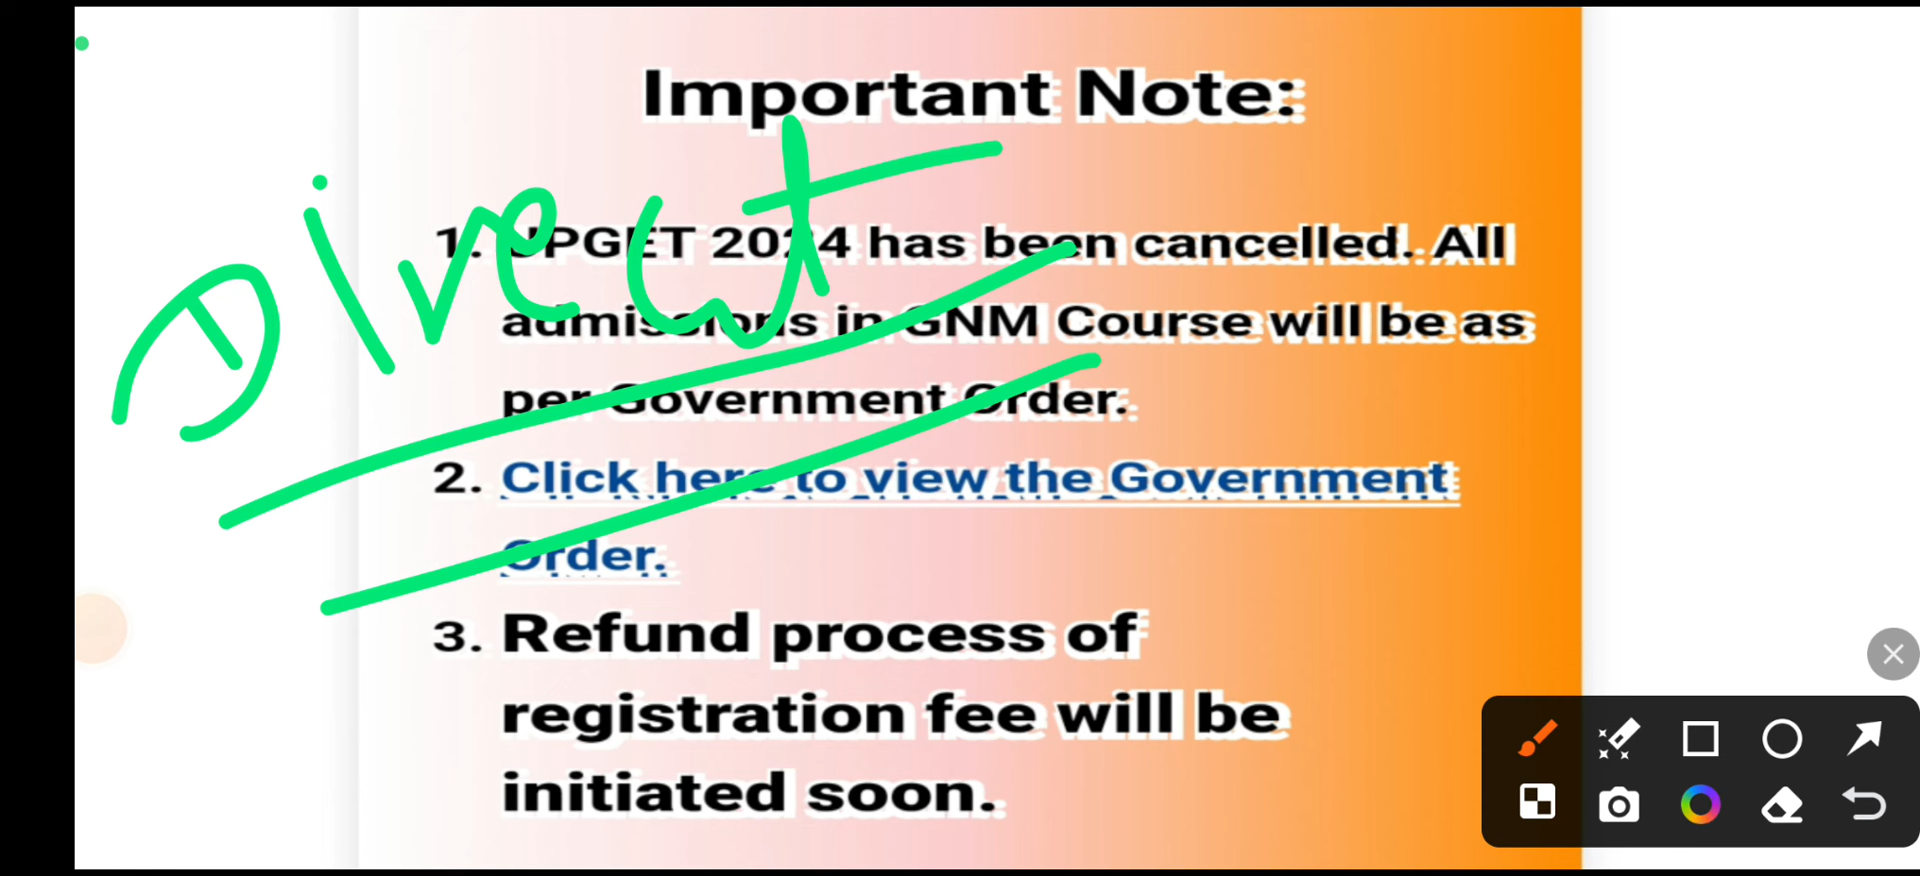 Important Note:
Direct
1. UPGET 2024 has been cancelled. All
admissions in GNM Course will be as
per Government Order.
2. Click here to view the Government
Order.
3. Refund process of
registration fee will be
initiated soon.